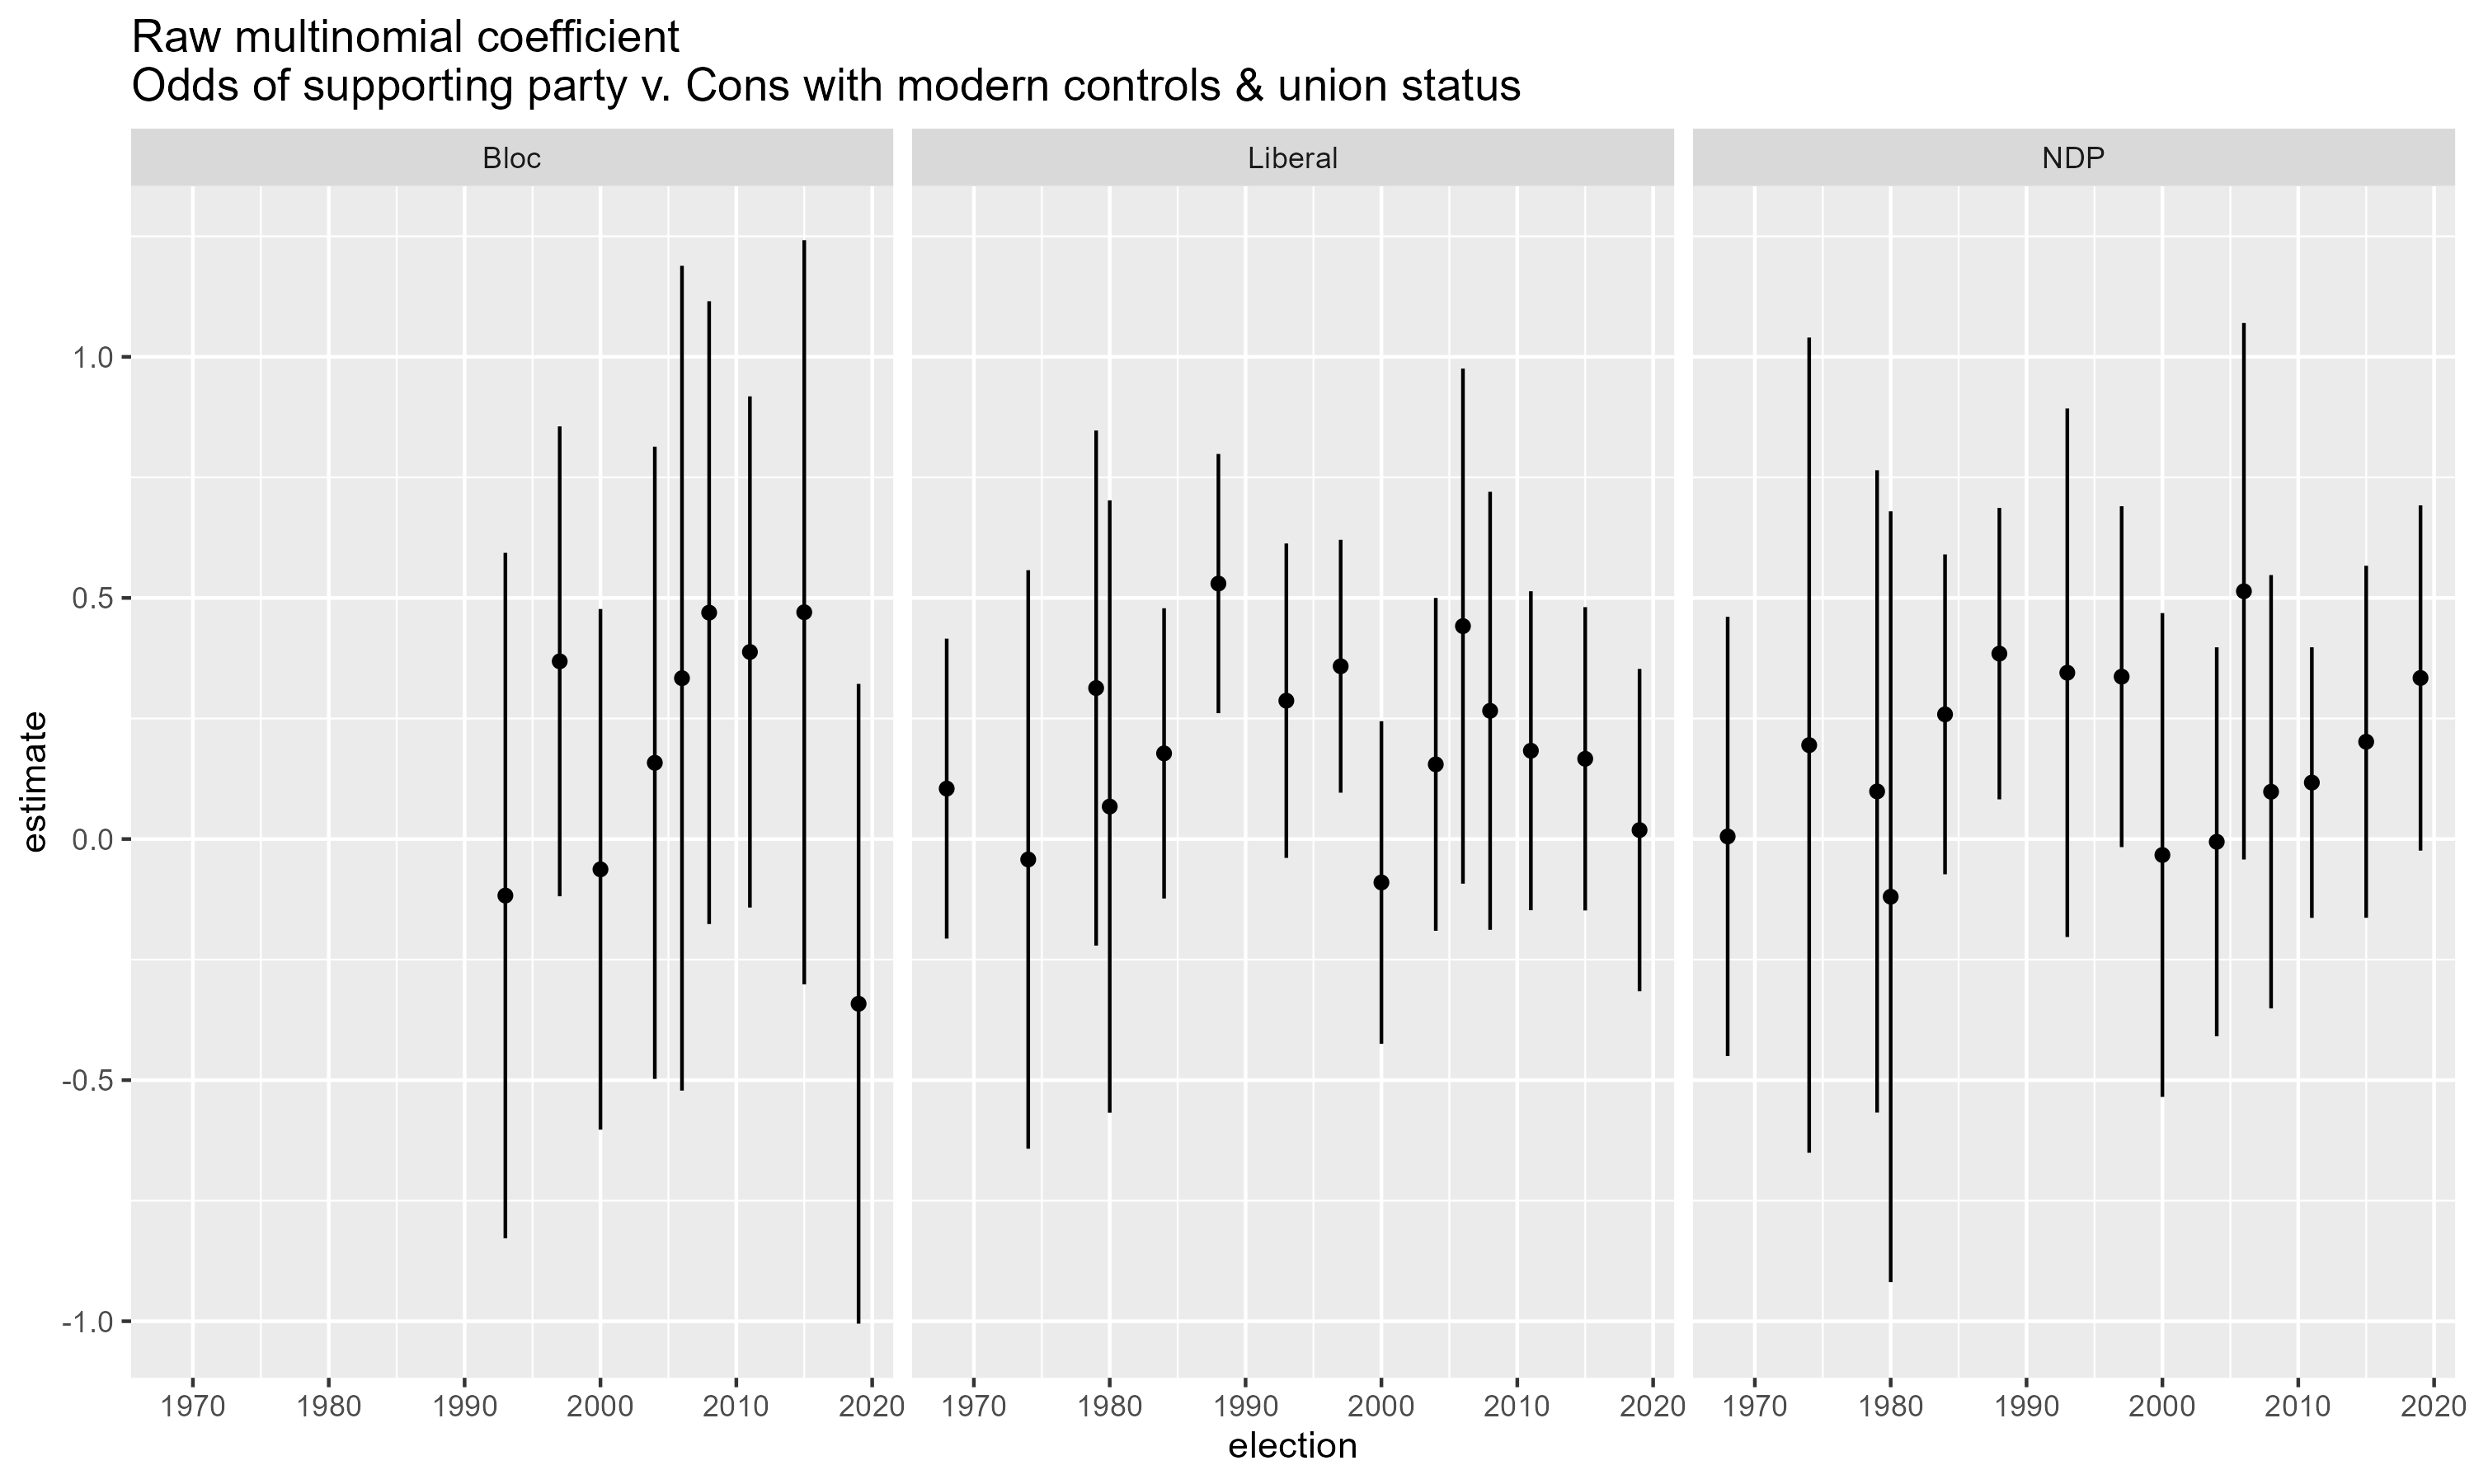 Raw multinomial coefficient
Odds of supporting party v. Cons with modern controls & union status
Bloc
Liberal
NDP
estimate
1.0
0.5
0.0
-0.5
-1.0
1970 1980 1990 2000 2010 2020
1970 1980 1990 2000 2010 2020
1970 1980 1990 2000 2010 2020
election